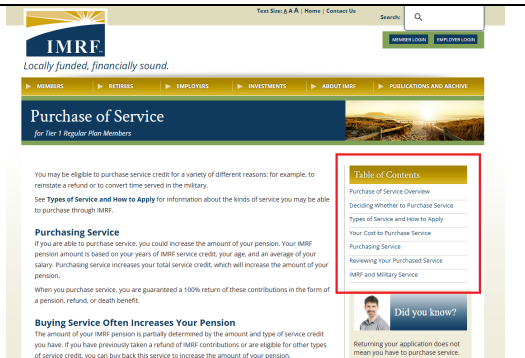 Text Size: A A A | Home | Contact Us
Search:
MEMBER LOGIN
EMPLOYER LOGIN
IMRF
Locally funded, financially sound.
MEMBERS
RETIREES
EMPLOYERS
INVESTMENTS
ABOUT IMRF
PUBLICATIONS AND ARCHIVE
Purchase of Service
for Tier 1 Regular Plan Members
You may be eligible to purchase service credit for a variety of different reasons: for example, to
reinstate a refund or to convert time served in the military.
See Types of Service and How to Apply for information about the kinds of service you may be able
to purchase through IMRF.
Purchasing Service
If you are able to purchase service, you could increase the amount of your pension. Your IMRF
pension amount is based on your years of IMRF service credit, your age, and an average of your
salary. Purchasing service increases your total service credit, which will increase the amount of your
pension.
When you purchase service, you are guaranteed a 100% return of these contributions in the form of
a pension, refund, or death benefit.
Buying Service Often Increases Your Pension
The amount of your IMRF pension is partially determined by the amount and type of service credit
you have. If you have previously taken a refund of IMRF contributions or are eligible for other types
of service credit, you can buy back this service to increase the amount of your pension.
Table of Contents
Purchase of Service Overview
Deciding Whether to Purchase Service
Types of Service and How to Apply
Your Cost to Purchase Service
Purchasing Service
Reviewing Your Purchased Service
IMRF and Military Service
Did you know?
Returning your application does not
mean you have to purchase service.